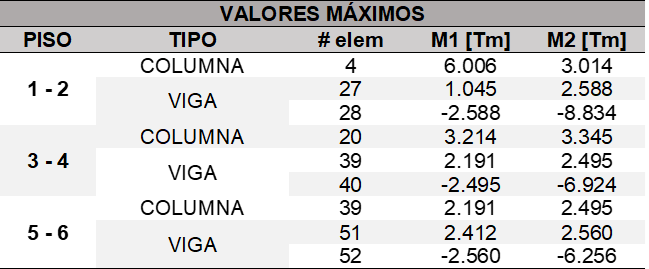 VALORES MÁXIMOS
PISO TIPO # elem M1 [Tm] M2 [Tm]
1 - 2 COLUMNA 4 6.006 3.014
VIGA 27 1.045 2.588
28 -2.588 -8.834
3 - 4 COLUMNA 20 3.214 3.345
VIGA 39 2.191 2.495
40 -2.495 -6.924
5 - 6 COLUMNA 39 2.191 2.495
VIGA 51 2.412 2.560
52 -2.560 -6.256